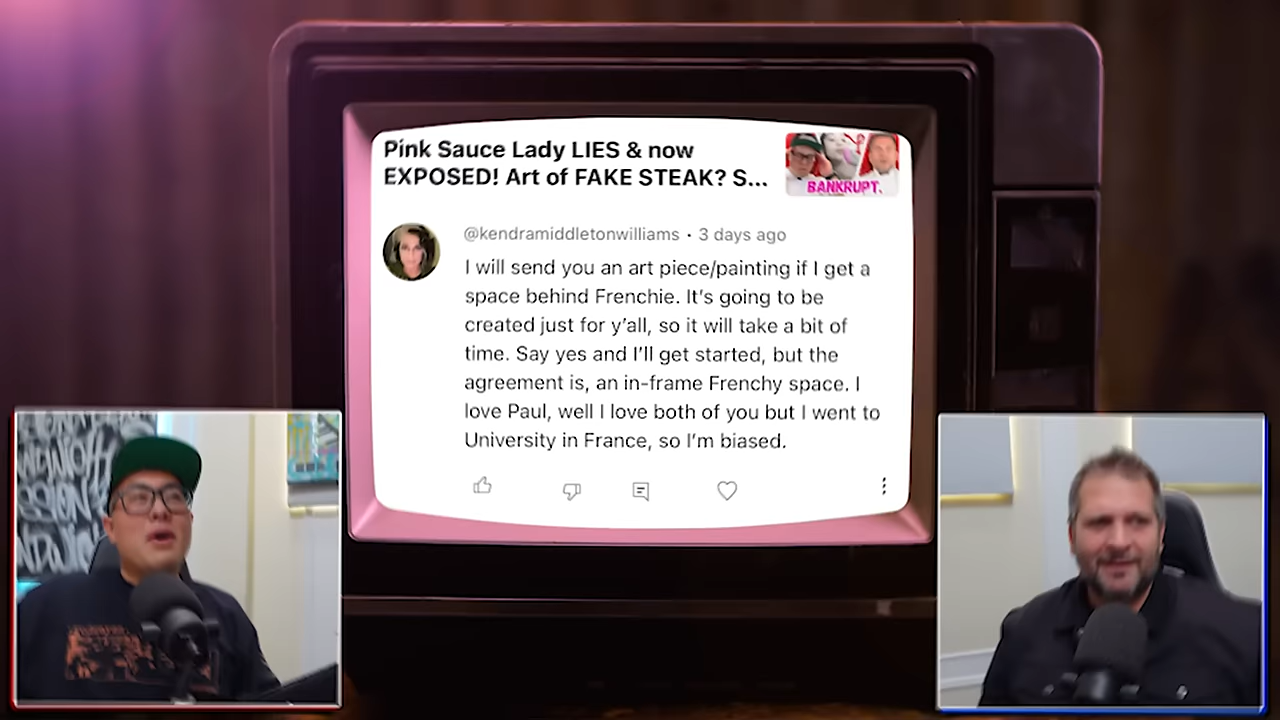 Pink Sauce Lady LIES & now
EXPOSED! Art of FAKE STEAK? S...
BANKRUPT.
@kendramiddletonwilliams • 3 days ago
I will send you an art piece/painting if I get a
space behind Frenchie. It's going to be
created just for y'all, so it will take a bit of
time. Say yes and I'll get started, but the
agreement is, an in-frame Frenchy space. I
love Paul, well I love both of you but I went to
University in France, so I'm biased.